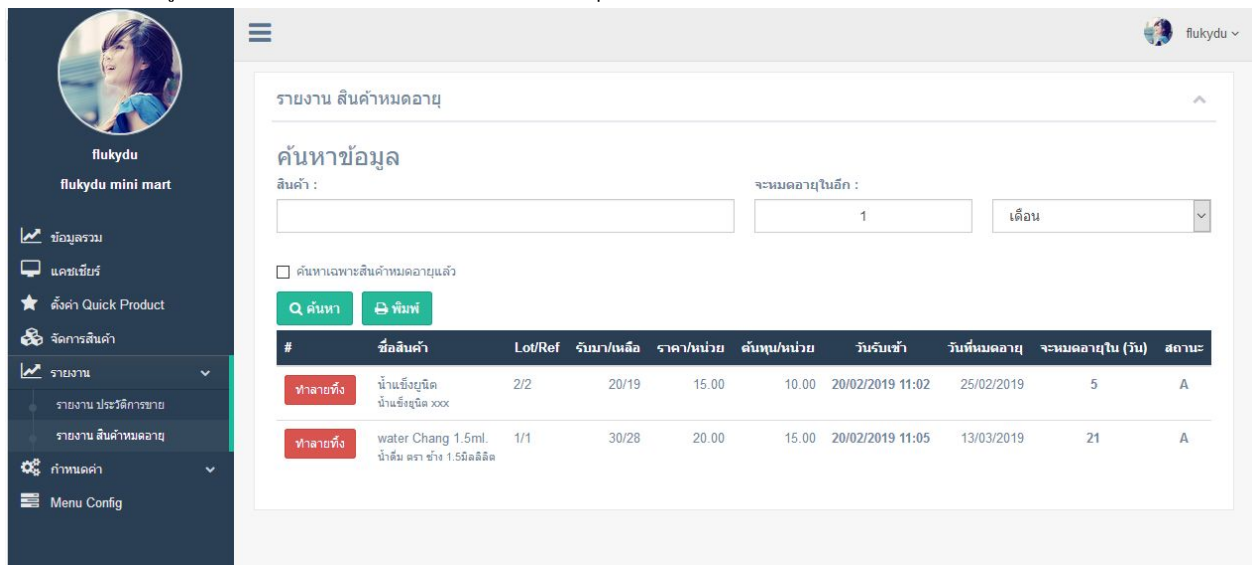 flukydu
flukydu
flukydu mini mart
ข้อมูลรวม
แคชเชียร์
ตั้งค่า Quick Product
จัดการสินค้า
รายงาน
รายงาน ประวัติการขาย
รายงาน สินค้าหมดอายุ
กำหนดค่า
Menu Config
รายงาน สินค้าหมดอายุ
ค้นหาข้อมูล
สินค้า : จะหมดอายุในอีก :
1 เดือน
ค้นหาเฉพาะสินค้าหมดอายุแล้ว
ค้นหา พิมพ์
# ชื่อสินค้า Lot/Ref รับมา/เหลือ ราคา/หน่วย ต้นทุน/หน่วย วันรับเข้า วันที่หมดอายุ จะหมดอายุใน (วัน) สถานะ
ทำลายทิ้ง น้ำแข็งยูนิต 2/2 20/19 15.00 10.00 20/02/2019 11:02 25/02/2019 5 A
น้ำแข็งยูนิต xxx
ทำลายทิ้ง water Chang 1.5ml. 1/1 30/28 20.00 15.00 20/02/2019 11:05 13/03/2019 21 A
น้ำดื่ม ตรา ช้าง 1.5มิลลิลิต